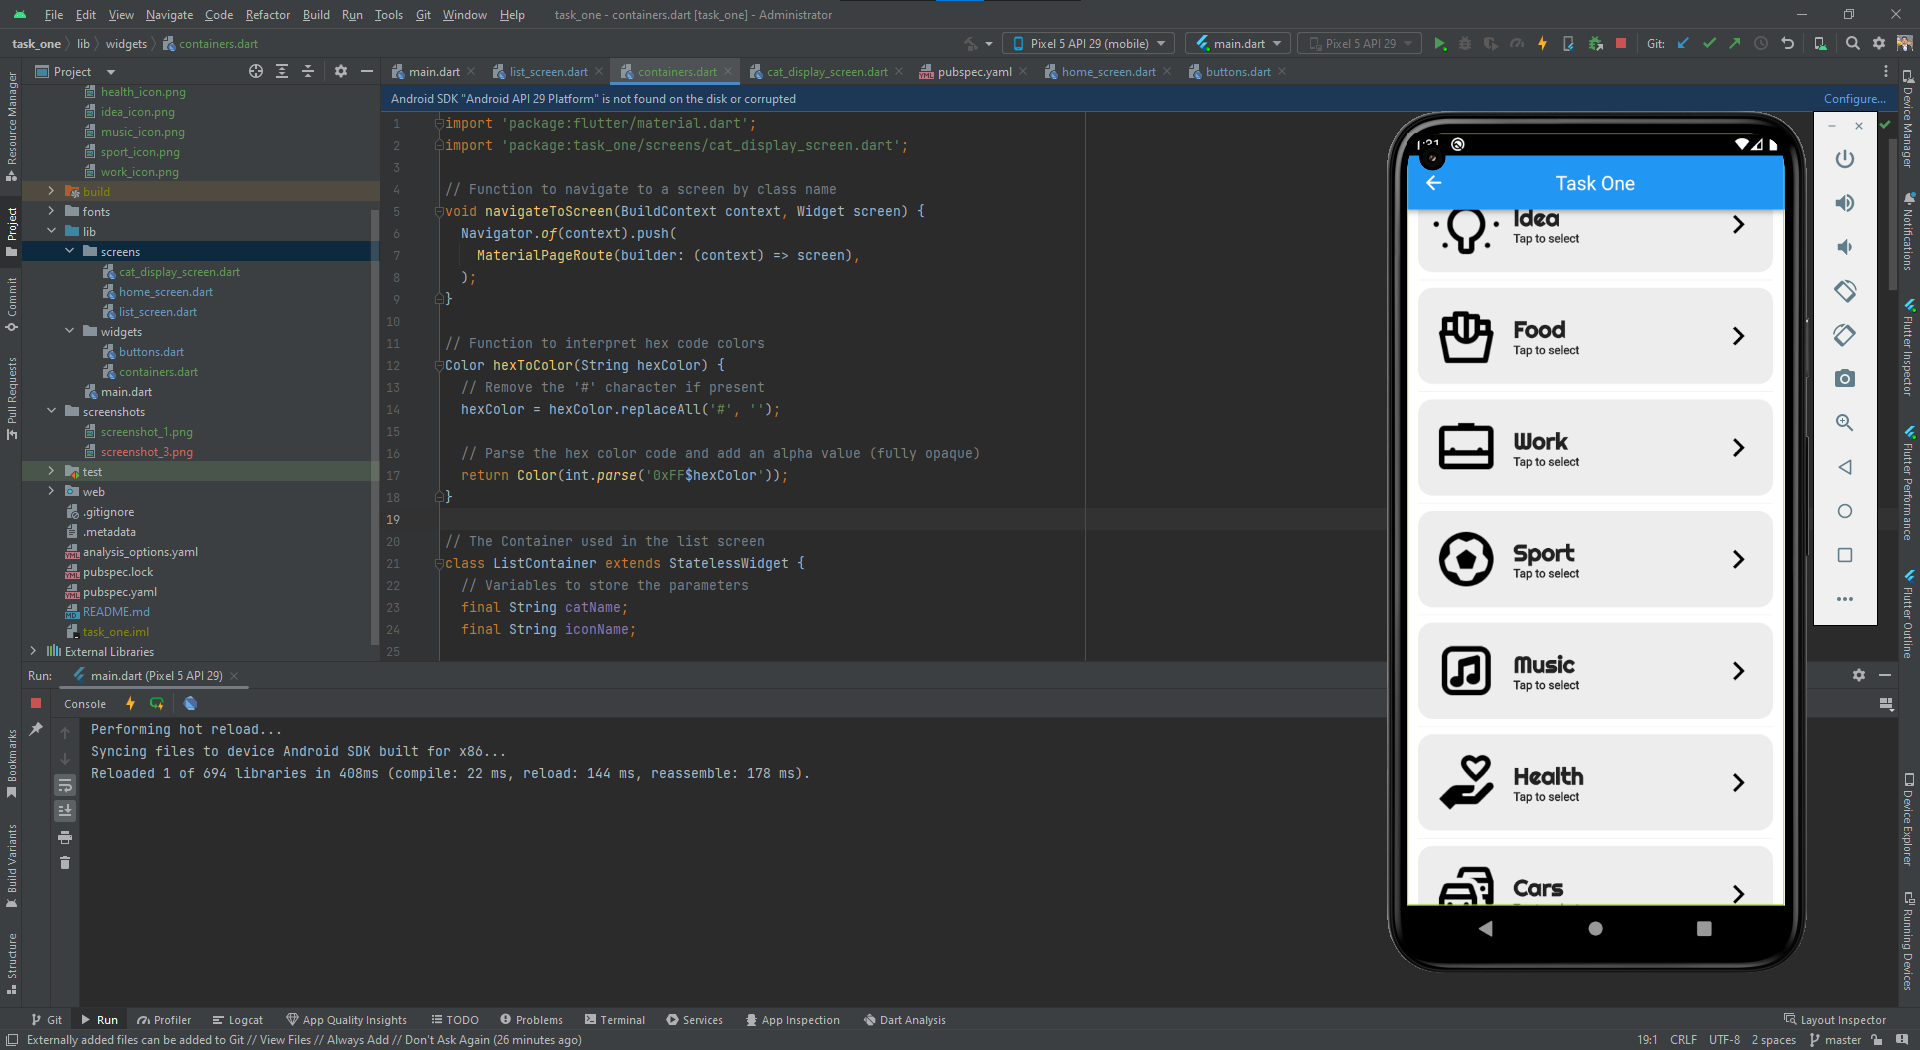 File Edit View Navigate Code Refactor Build Run Tools Git Window Help task_one - containers.dart [task_one] - Administrator
task_one lib widgets containers.dart Pixel 5 API 29 (mobile) main.dart Pixel 5 API 29 Git:
Project main.dart list_screen.dart containers.dart cat_display_screen.dart pubspec.yaml home_screen.dart buttons.dart
Android SDK "Android API 29 Platform" is not found on the disk or corrupted Configure...
Resource Manager
Project
Commit
Pull Requests
Bookmarks
Build Variants
Structure
health_icon.png
idea_icon.png
music_icon.png
sport_icon.png
work_icon.png
build
fonts
lib
screens
cat_display_screen.dart
home_screen.dart
list_screen.dart
widgets
buttons.dart
containers.dart
main.dart
screenshots
screenshot_1.png
screenshot_3.png
test
web
.gitignore
.metadata
analysis_options.yaml
pubspec.lock
pubspec.yaml
README.md
task_one.iml
External Libraries
1 import 'package:flutter/material.dart';
2 import 'package:task_one/screens/cat_display_screen.dart';
3
4 // Function to navigate to a screen by class name
5 void navigateToScreen(BuildContext context, Widget screen) {
6 Navigator.of(context).push(
7 MaterialPageRoute(builder: (context) => screen),
8 );
9 }
10
11 // Function to interpret hex code colors
12 Color hexToColor(String hexColor) {
13 // Remove the '#' character if present
14 hexColor = hexColor.replaceAll('#', '');
15
16 // Parse the hex color code and add an alpha value (fully opaque)
17 return Color(int.parse('0xFF$hexColor'));
18 }
19
20 // The Container used in the list screen
21 class ListContainer extends StatelessWidget {
22 // Variables to store the parameters
23 final String catName;
24 final String iconName;
25
Task One
Idea
Tap to select
Food
Tap to select
Work
Tap to select
Sport
Tap to select
Music
Tap to select
Health
Tap to select
Cars
Device Manager
Notifications
Flutter Inspector
Flutter Performance
Flutter Outline
Device Explorer
Running Devices
Run: main.dart (Pixel 5 API 29)
Console
Performing hot reload...
Syncing files to device Android SDK built for x86...
Reloaded 1 of 694 libraries in 408ms (compile: 22 ms, reload: 144 ms, reassemble: 178 ms).
Git Run Profiler Logcat App Quality Insights TODO Problems Terminal Services App Inspection Dart Analysis Layout Inspector
Externally added files can be added to Git // View Files // Always Add // Don't Ask Again (26 minutes ago) 19:1 CRLF UTF-8 2 spaces master